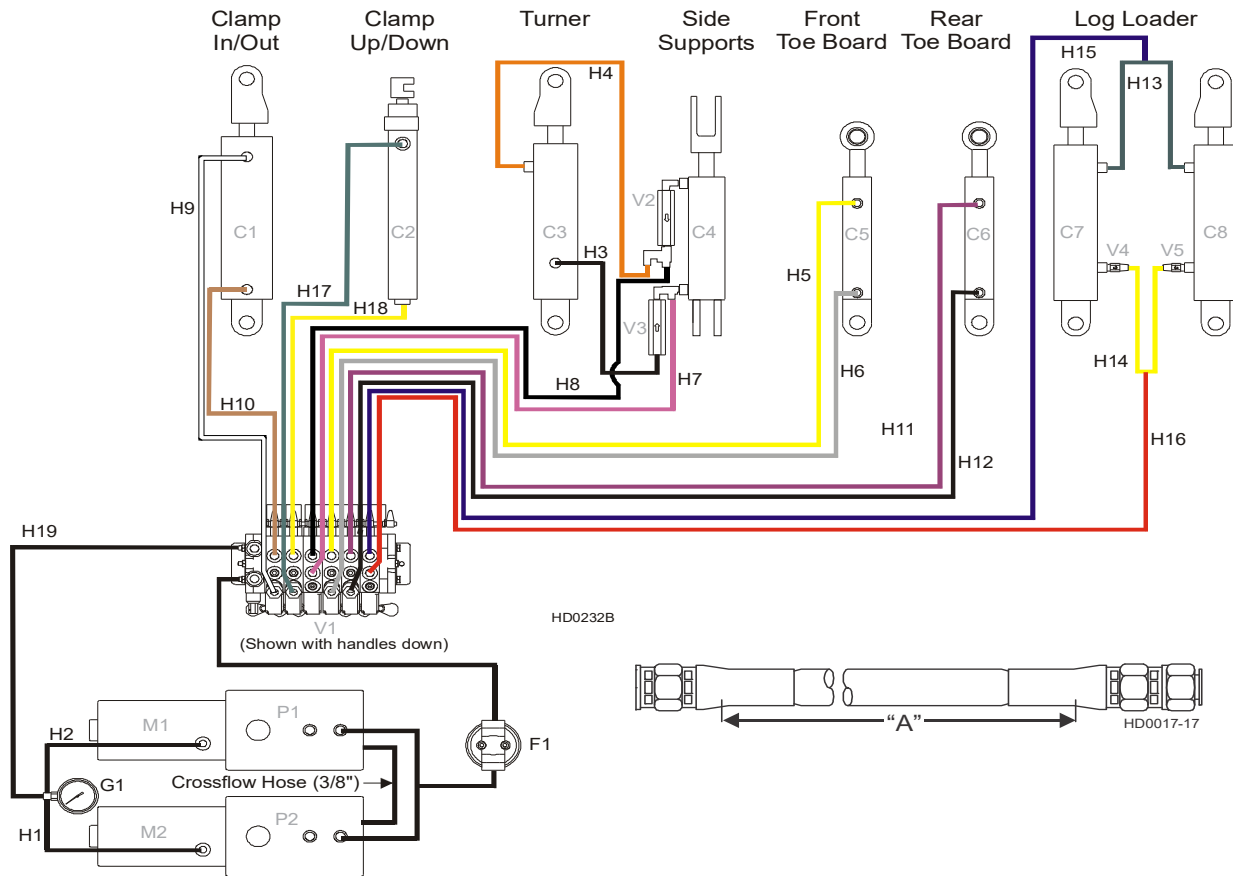 Clamp
In/Out
Clamp
Up/Down
Turner
Side
Supports
Front
Toe Board
Rear
Toe Board
Log Loader
H4
H15
H13
H9
C1
C2
C3
V2
C4
C5
C6
C7
V4
V5
C8
H3
H5
H17
H18
V3
H14
H10
H8
H7
H6
H11
H12
H16
H19
V1
(Shown with handles down)
HD0232B
"A"
HD0017-17
M1
P1
H2
F1
G1
Crossflow Hose (3/8")
H1
M2
P2